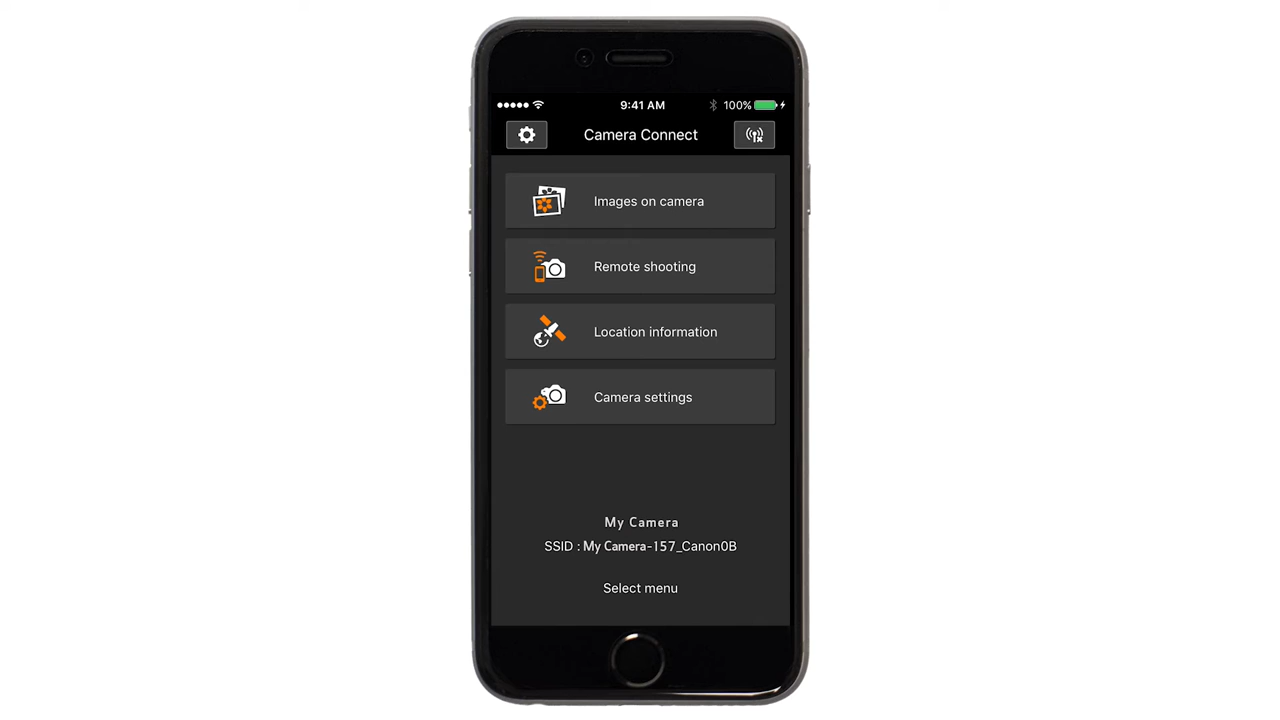 9:41 AM
100%
Camera Connect
Images on camera
Remote shooting
Location information
Camera settings
My Camera
SSID : My Camera-157_Canon0B
Select menu